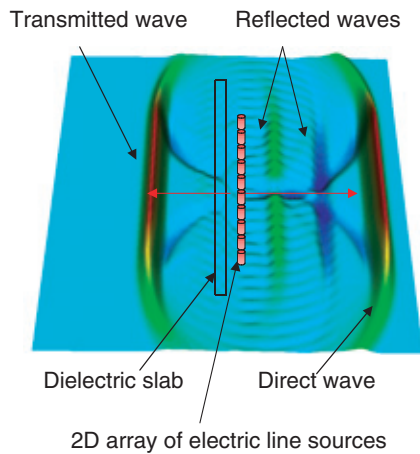 Transmitted wave
Reflected waves
Dielectric slab
Direct wave
2D array of electric line sources